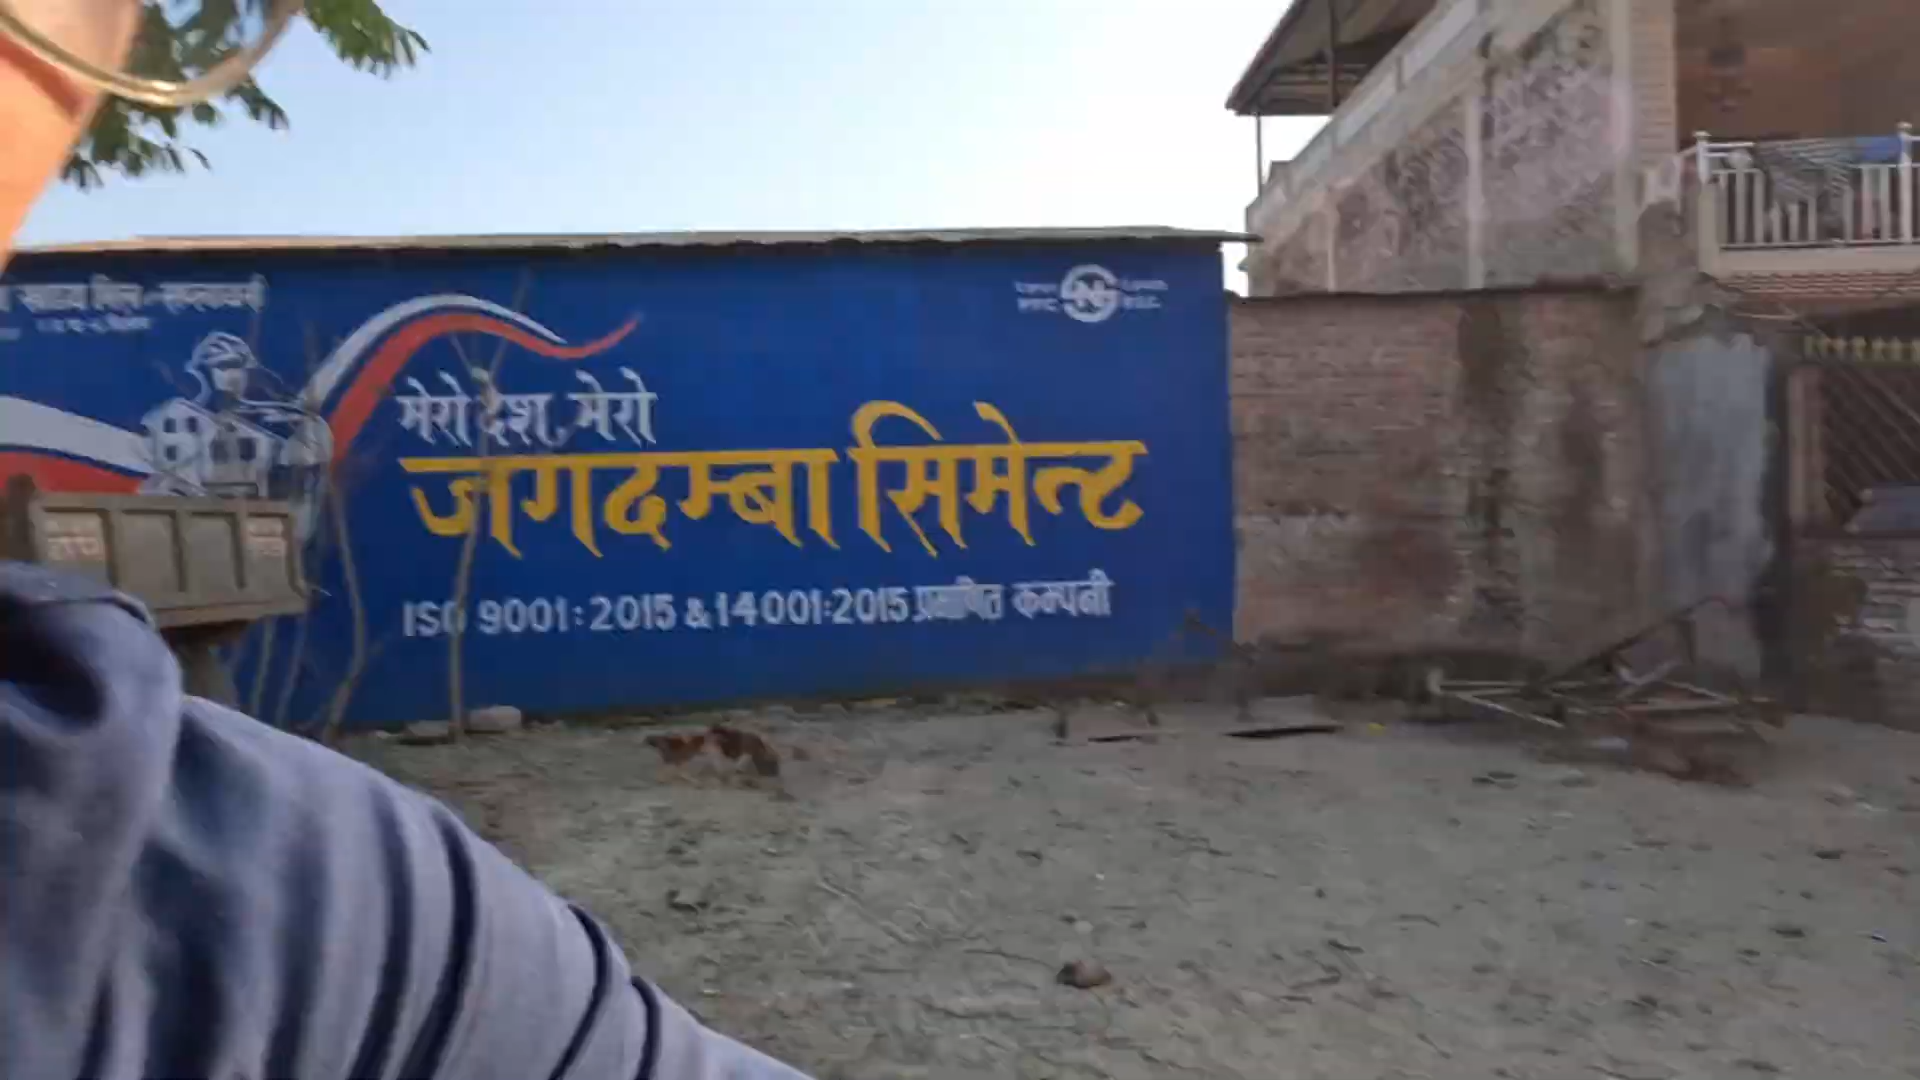 मेरो देश, मेरो
जगदम्बा सिमेन्ट
ISO 9001:2015 & 14001:2015 प्रमाणित कम्पनी